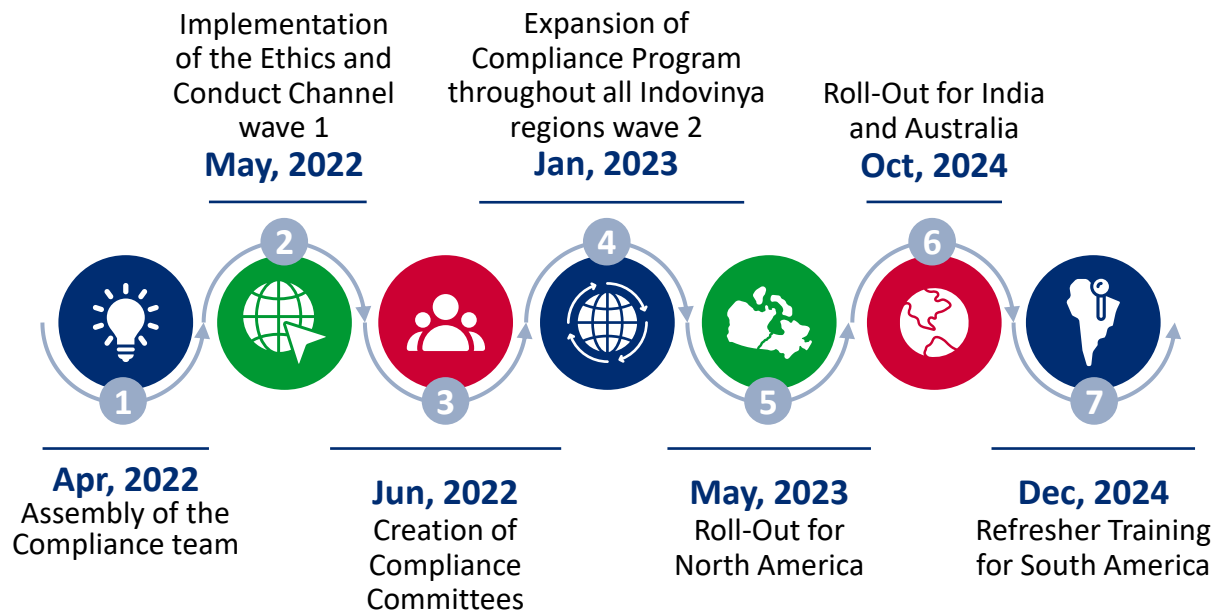 Implementation
of the Ethics and
Conduct Channel
wave 1
May, 2022
Expansion of
Compliance Program
throughout all Indovinya
regions wave 2
Jan, 2023
Roll-Out for India
and Australia
Oct, 2024
1
2
3
4
5
6
7
Apr, 2022
Assembly of the
Compliance team
Jun, 2022
Creation of
Compliance
Committees
May, 2023
Roll-Out for
North America
Dec, 2024
Refresher Training
for South America